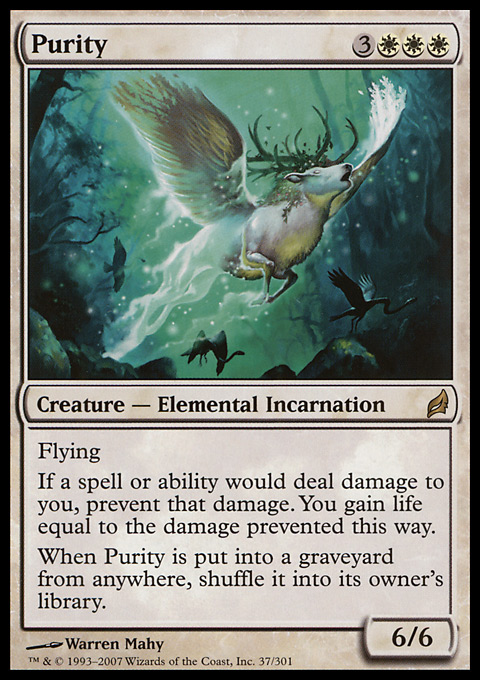 Purity 3
Creature — Elemental Incarnation
Flying
If a spell or ability would deal damage to
you, prevent that damage. You gain life
equal to the damage prevented this way.
When Purity is put into a graveyard
from anywhere, shuffle it into its owner's
library.
Warren Mahy
6/6
™ & © 1993–2007 Wizards of the Coast, Inc. 37/301